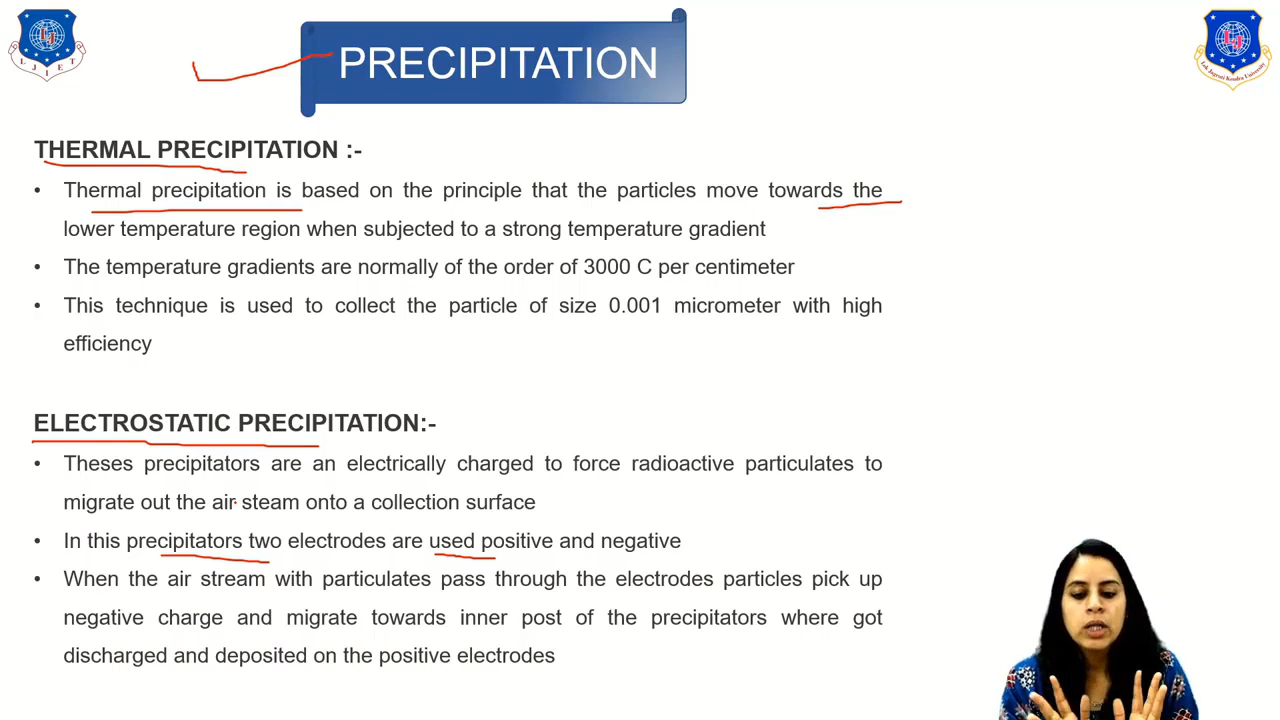 LJIET
PRECIPITATION
Lok Jagruti Kendra University
THERMAL PRECIPITATION :-
• Thermal precipitation is based on the principle that the particles move towards the
lower temperature region when subjected to a strong temperature gradient
• The temperature gradients are normally of the order of 3000 C per centimeter
• This technique is used to collect the particle of size 0.001 micrometer with high
efficiency
ELECTROSTATIC PRECIPITATION:-
• Theses precipitators are an electrically charged to force radioactive particulates to
migrate out the air steam onto a collection surface
• In this precipitators two electrodes are used positive and negative
• When the air stream with particulates pass through the electrodes particles pick up
negative charge and migrate towards inner post of the precipitators where got
discharged and deposited on the positive electrodes